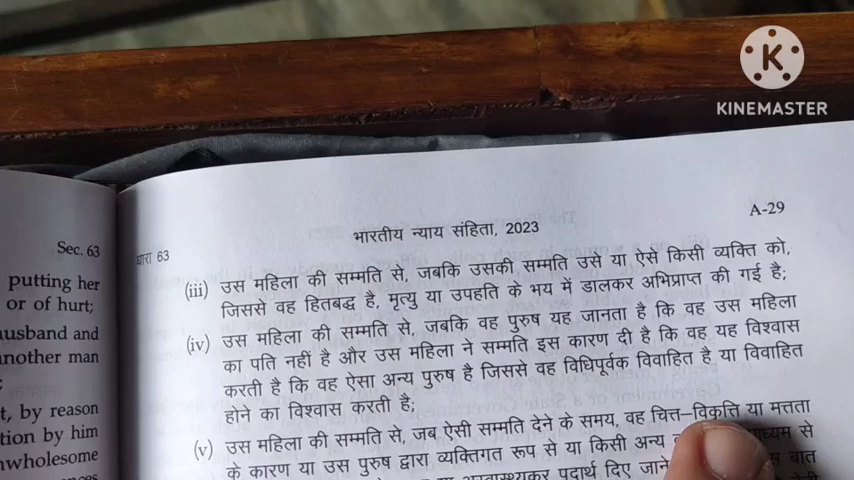 KINEMASTER
Sec. 63
putting her
or of hurt;
husband and
another man
t, by reason
tion by him
nwholesome
धारा 63
भारतीय न्याय संहिता, 2023
A-29
(iii) उस महिला की सम्मति से, जबकि उसकी सम्मति उसे या ऐसे किसी व्यक्ति को,
जिससे वह हितबद्ध है, मृत्यु या उपहति के भय में डालकर अभिप्राप्त की गई है;
(iv) उस महिला की सम्मति से, जबकि वह पुरुष यह जानता है कि वह उस महिला
का पति नहीं है और उस महिला ने सम्मति इस कारण दी है कि वह यह विश्वास
करती है कि वह ऐसा अन्य पुरुष है जिससे वह विधिपूर्वक विवाहित है या विवाहित
होने का विश्वास करती है;
(v) उस महिला की सम्मति से, जब ऐसी सम्मति देने के समय, वह चित्त-विकृत्ति या मत्तता
के कारण या उस पुरुष द्वारा व्यक्तिगत रूप से या किसी अन्य से
पदार्थ दिए जाने बात